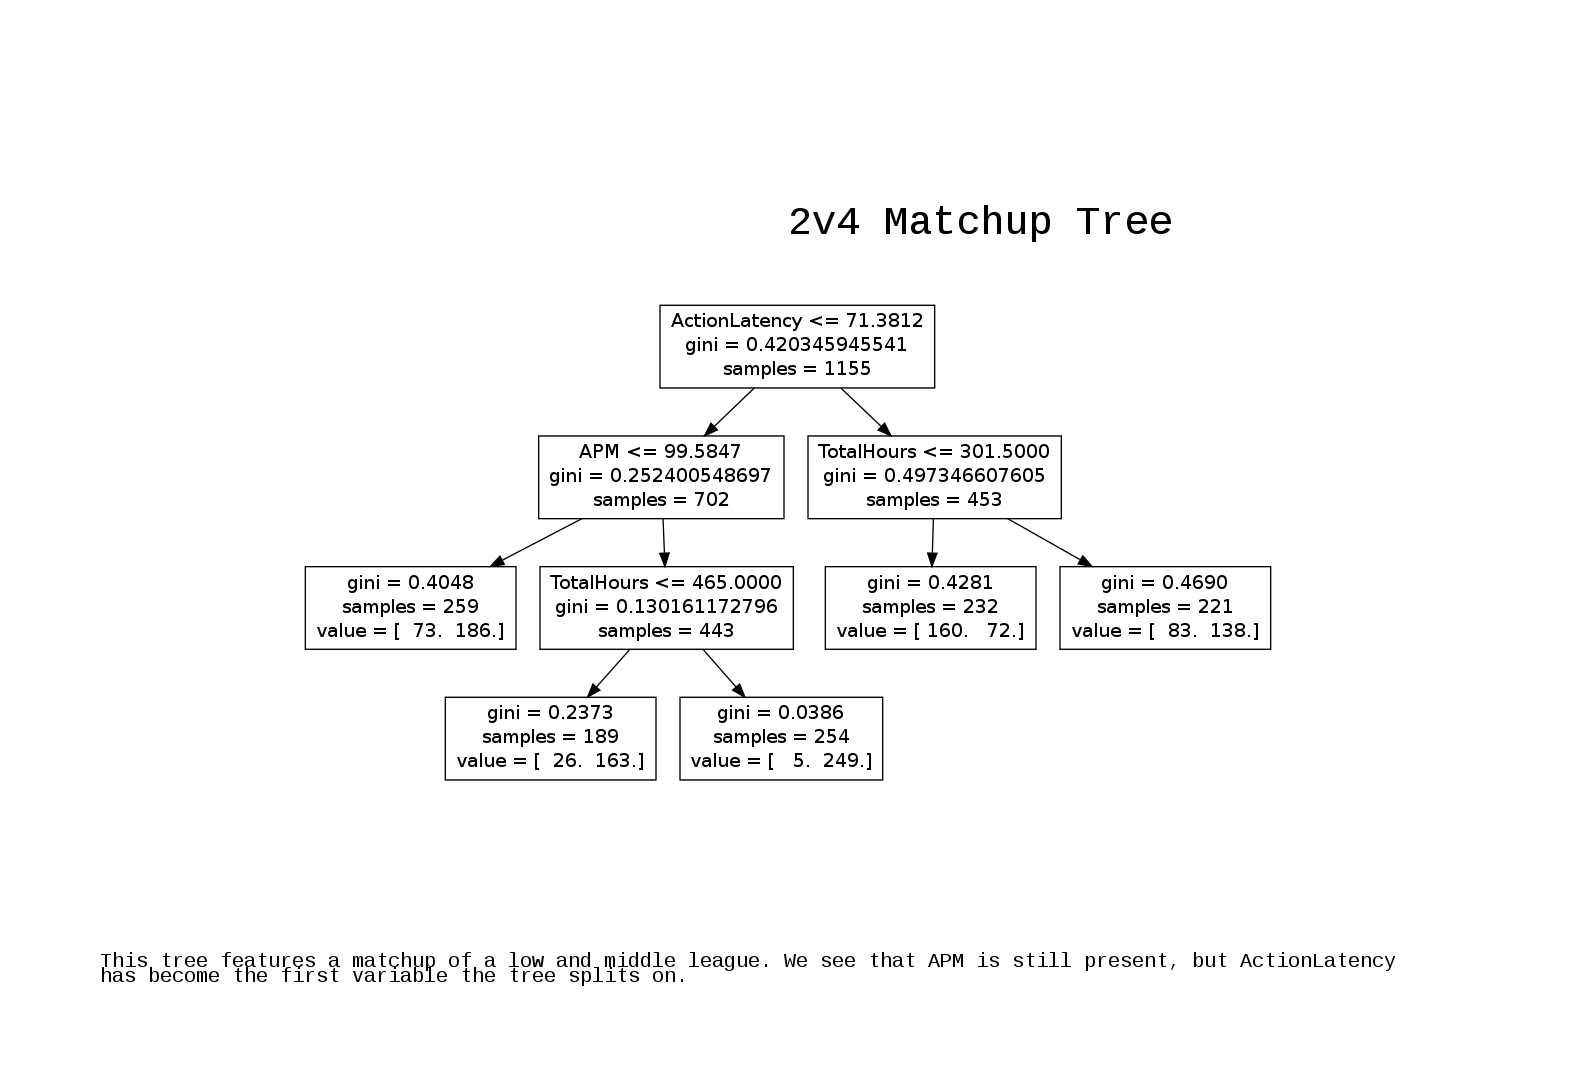 2v4 Matchup Tree
ActionLatency <= 71.3812
gini = 0.420345945541
samples = 1155
APM <= 99.5847
gini = 0.252400548697
samples = 702
TotalHours <= 301.5000
gini = 0.497346607605
samples = 453
gini = 0.4048
samples = 259
value = [  73.  186.]
TotalHours <= 465.0000
gini = 0.130161172796
samples = 443
gini = 0.4281
samples = 232
value = [ 160.   72.]
gini = 0.4690
samples = 221
value = [  83.  138.]
gini = 0.2373
samples = 189
value = [  26.  163.]
gini = 0.0386
samples = 254
value = [   5.  249.]
This tree features a matchup of a low and middle league. We see that APM is still present, but ActionLatency
has become the first variable the tree splits on.